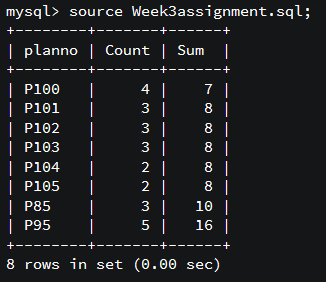 mysql> source Week3assignment.sql;
+--------+-------+------+
| planno | Count | Sum  |
+--------+-------+------+
| P100   |     4 |    7 |
| P101   |     3 |    8 |
| P102   |     3 |    8 |
| P103   |     3 |    8 |
| P104   |     2 |    8 |
| P105   |     2 |    8 |
| P85    |     3 |   10 |
| P95    |     5 |   16 |
+--------+-------+------+
8 rows in set (0.00 sec)